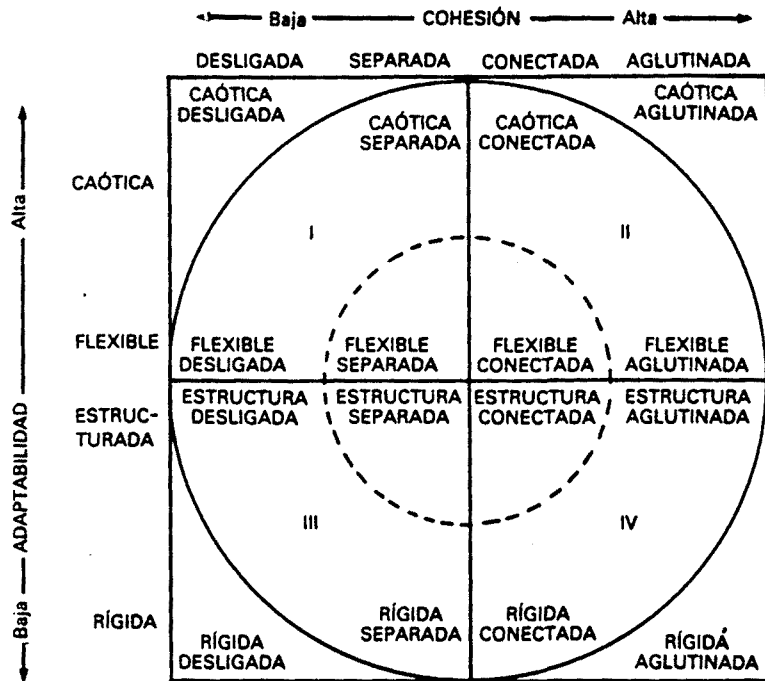 Baja COHESIÓN Alta
DESLIGADA SEPARADA CONECTADA AGLUTINADA
CAÓTICA DESLIGADA
CAÓTICA AGLUTINADA
CAÓTICA SEPARADA
CAÓTICA CONECTADA
Alta
CAÓTICA
I II
FLEXIBLE
FLEXIBLE DESLIGADA
FLEXIBLE SEPARADA
FLEXIBLE CONECTADA
FLEXIBLE AGLUTINADA
ESTRUCTURA DESLIGADA
ESTRUCTURA SEPARADA
ESTRUCTURA CONECTADA
ESTRUCTURA AGLUTINADA
ESTRUC-
TURADA
ADAPTABILIDAD
III IV
Baja
RÍGIDA
RÍGIDA DESLIGADA
RÍGIDA SEPARADA
RÍGIDA CONECTADA
RÍGIDA AGLUTINADA